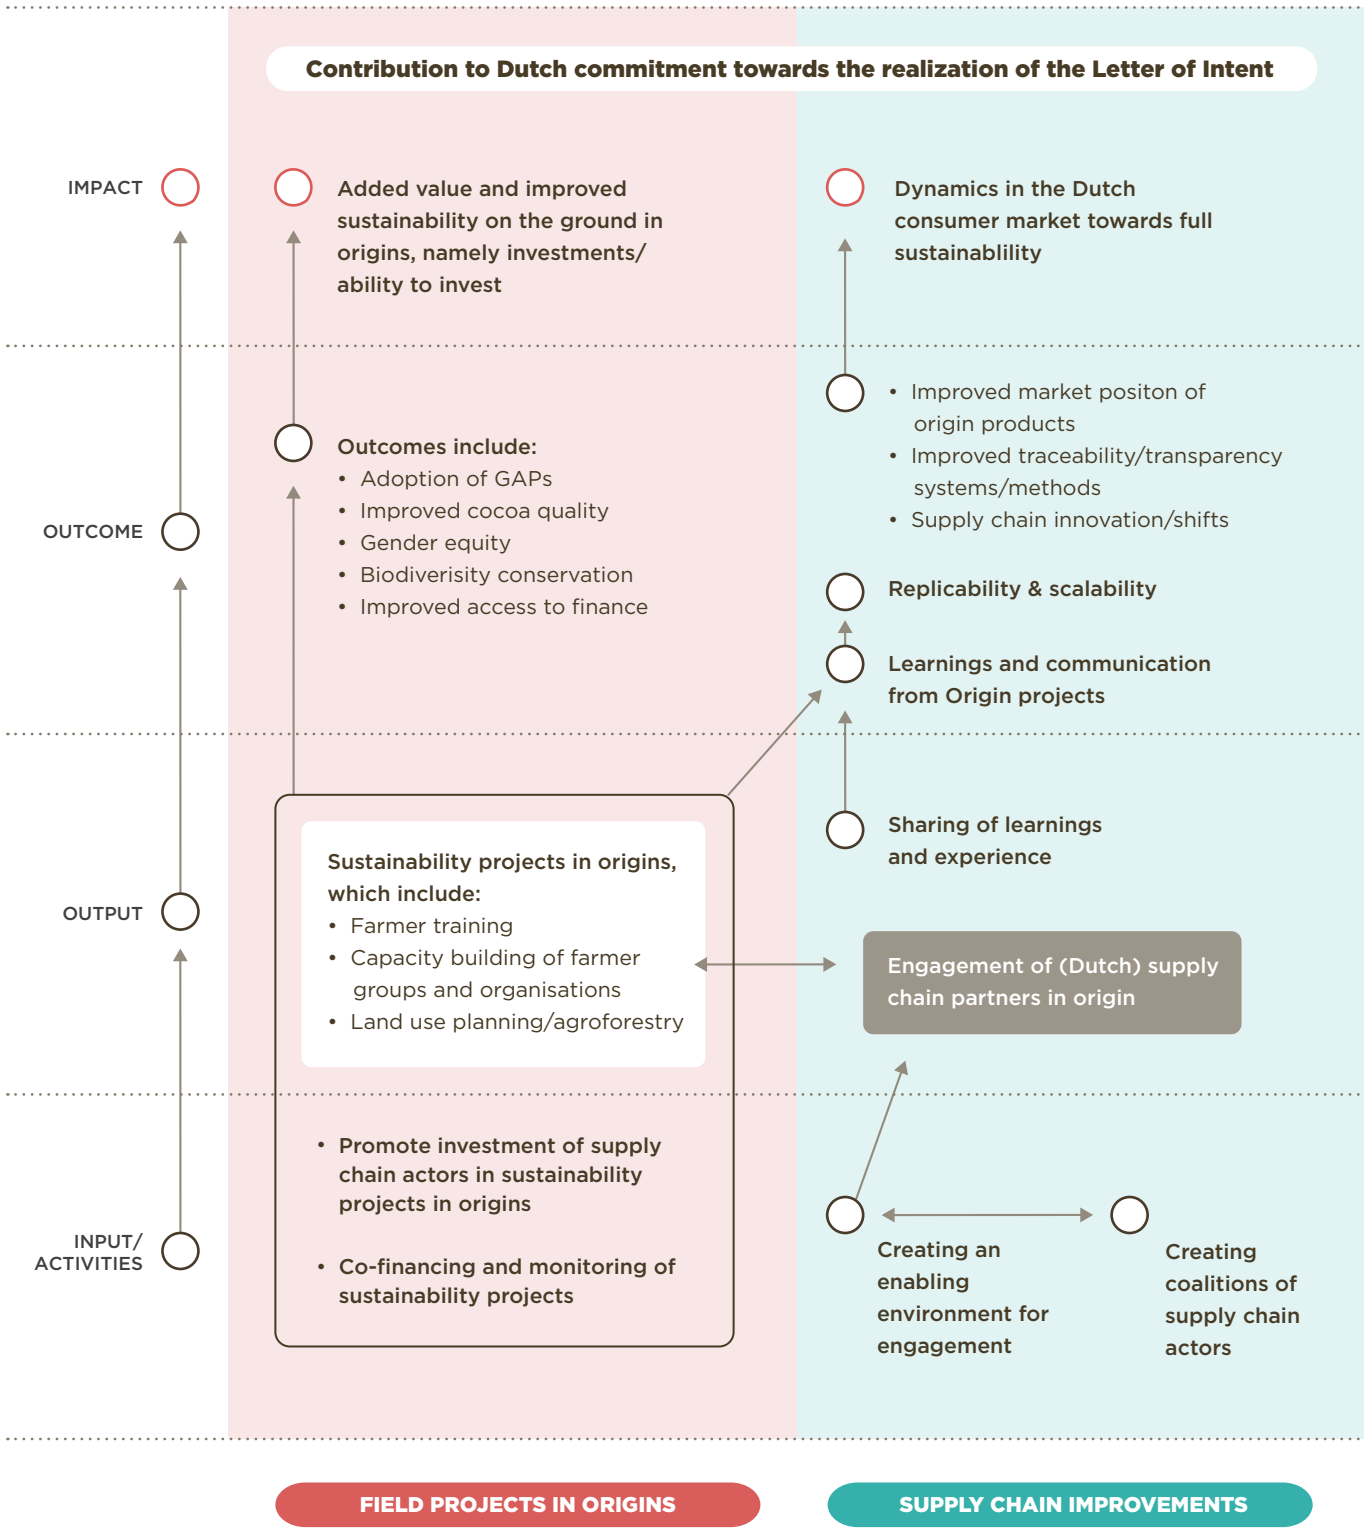 Contribution to Dutch commitment towards the realization of the Letter of Intent
IMPACT
Added value and improved
sustainability on the ground in
origins, namely investments/
ability to invest
Dynamics in the Dutch
consumer market towards full
sustainablility
OUTCOME
Outcomes include:
• Adoption of GAPs
• Improved cocoa quality
• Gender equity
• Biodiverisity conservation
• Improved access to finance
• Improved market positon of
origin products
• Improved traceability/transparency
systems/methods
• Supply chain innovation/shifts
Replicability & scalability
Learnings and communication
from Origin projects
OUTPUT
Sustainability projects in origins,
which include:
• Farmer training
• Capacity building of farmer
groups and organisations
• Land use planning/agroforestry
Sharing of learnings
and experience
Engagement of (Dutch) supply
chain partners in origin
INPUT/
ACTIVITIES
• Promote investment of supply
chain actors in sustainability
projects in origins
• Co-financing and monitoring of
sustainability projects
Creating an
enabling
environment for
engagement
Creating
coalitions of
supply chain
actors
FIELD PROJECTS IN ORIGINS
SUPPLY CHAIN IMPROVEMENTS